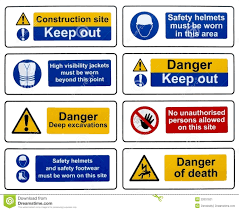 Construction site
Keep out
Safety helmets
must be worn
in this area
High visibility jackets
must be worn
beyond this point
Danger
Keep out
Danger
Deep excavations
No unauthorised
persons allowed
on this site
Safety helmets
and safety footwear
must be worn on this site
Danger
of death